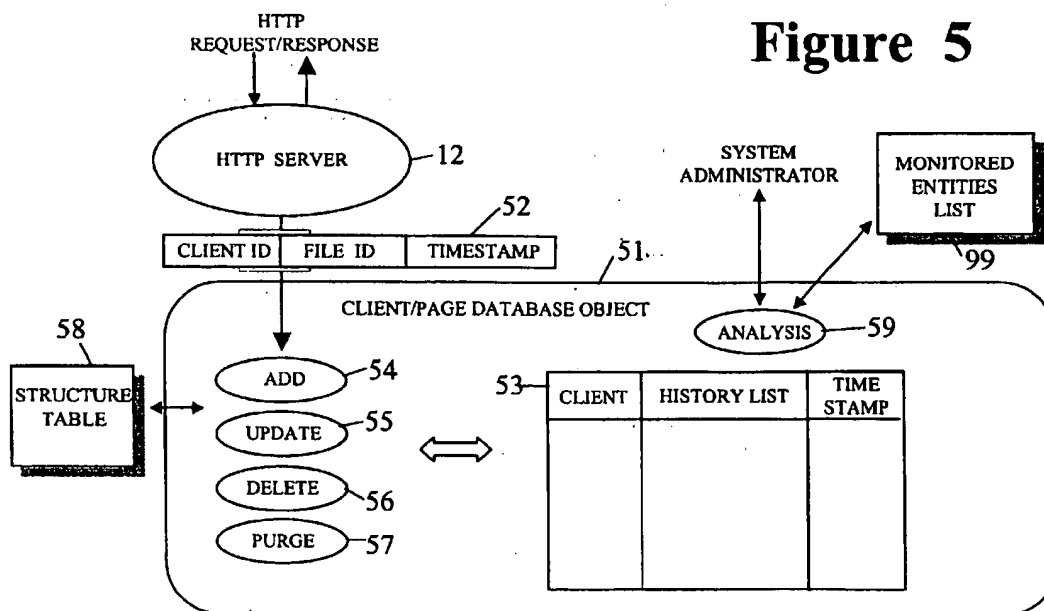 HTTP
REQUEST/RESPONSE
Figure 5
HTTP SERVER
12
SYSTEM
ADMINISTRATOR
MONITORED
ENTITIES
LIST
99
52
CLIENT ID FILE ID TIMESTAMP
51
CLIENT/PAGE DATABASE OBJECT
ANALYSIS
59
58
STRUCTURE
TABLE
ADD
54
UPDATE
55
DELETE
56
PURGE
57
53
CLIENT HISTORY LIST TIME
STAMP